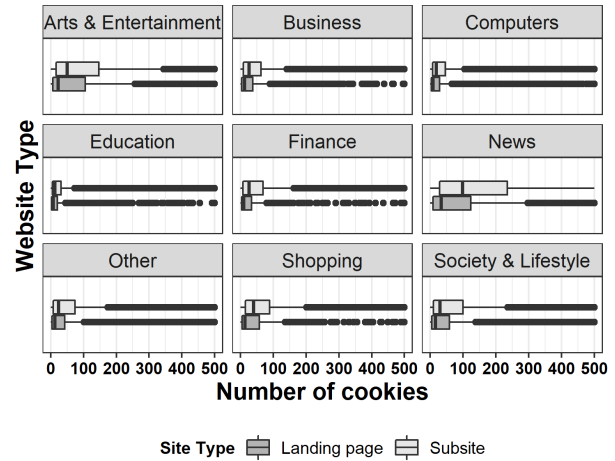 Arts & Entertainment Business Computers
Education Finance News
Other Shopping Society & Lifestyle
Website Type
0 100 200 300 400 500 0 100 200 300 400 500 0 100 200 300 400 500
Number of cookies
Site Type Landing page Subsite